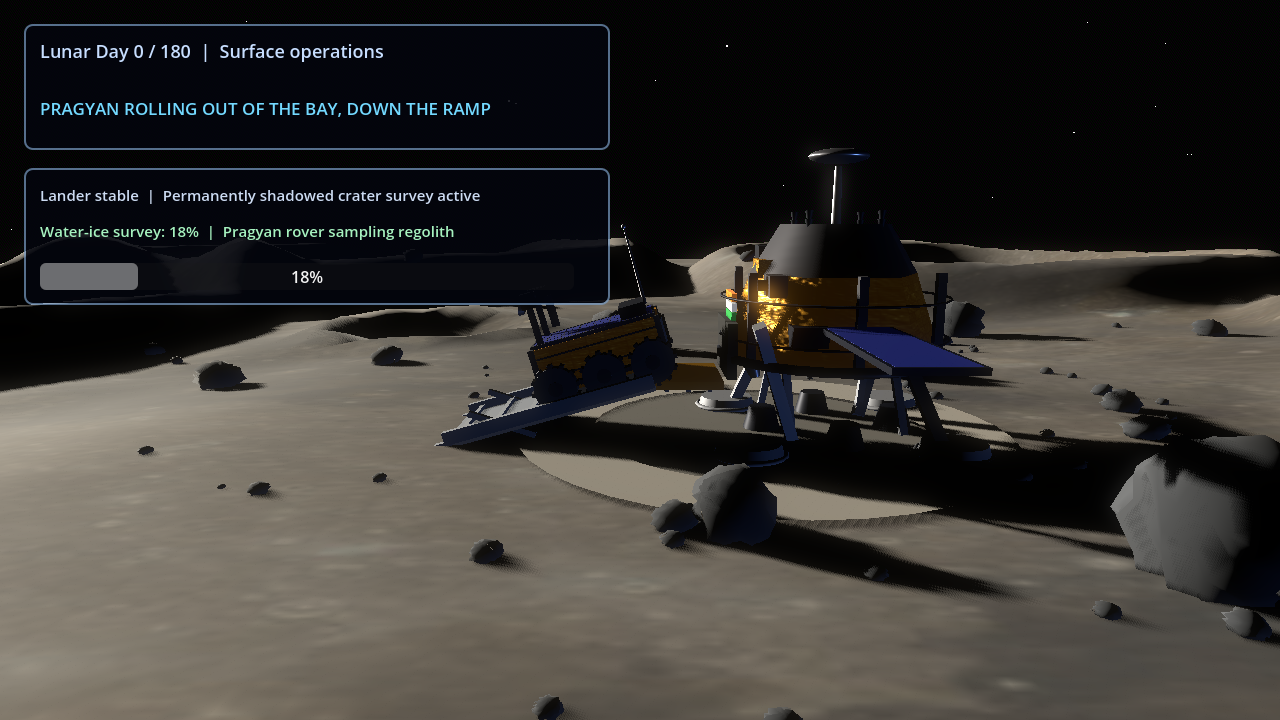 Lunar Day 0 / 180 | Surface operations
PRAGYAN ROLLING OUT OF THE BAY, DOWN THE RAMP
Lander stable | Permanently shadowed crater survey active
Water-ice survey: 18% | Pragyan rover sampling regolith
18%